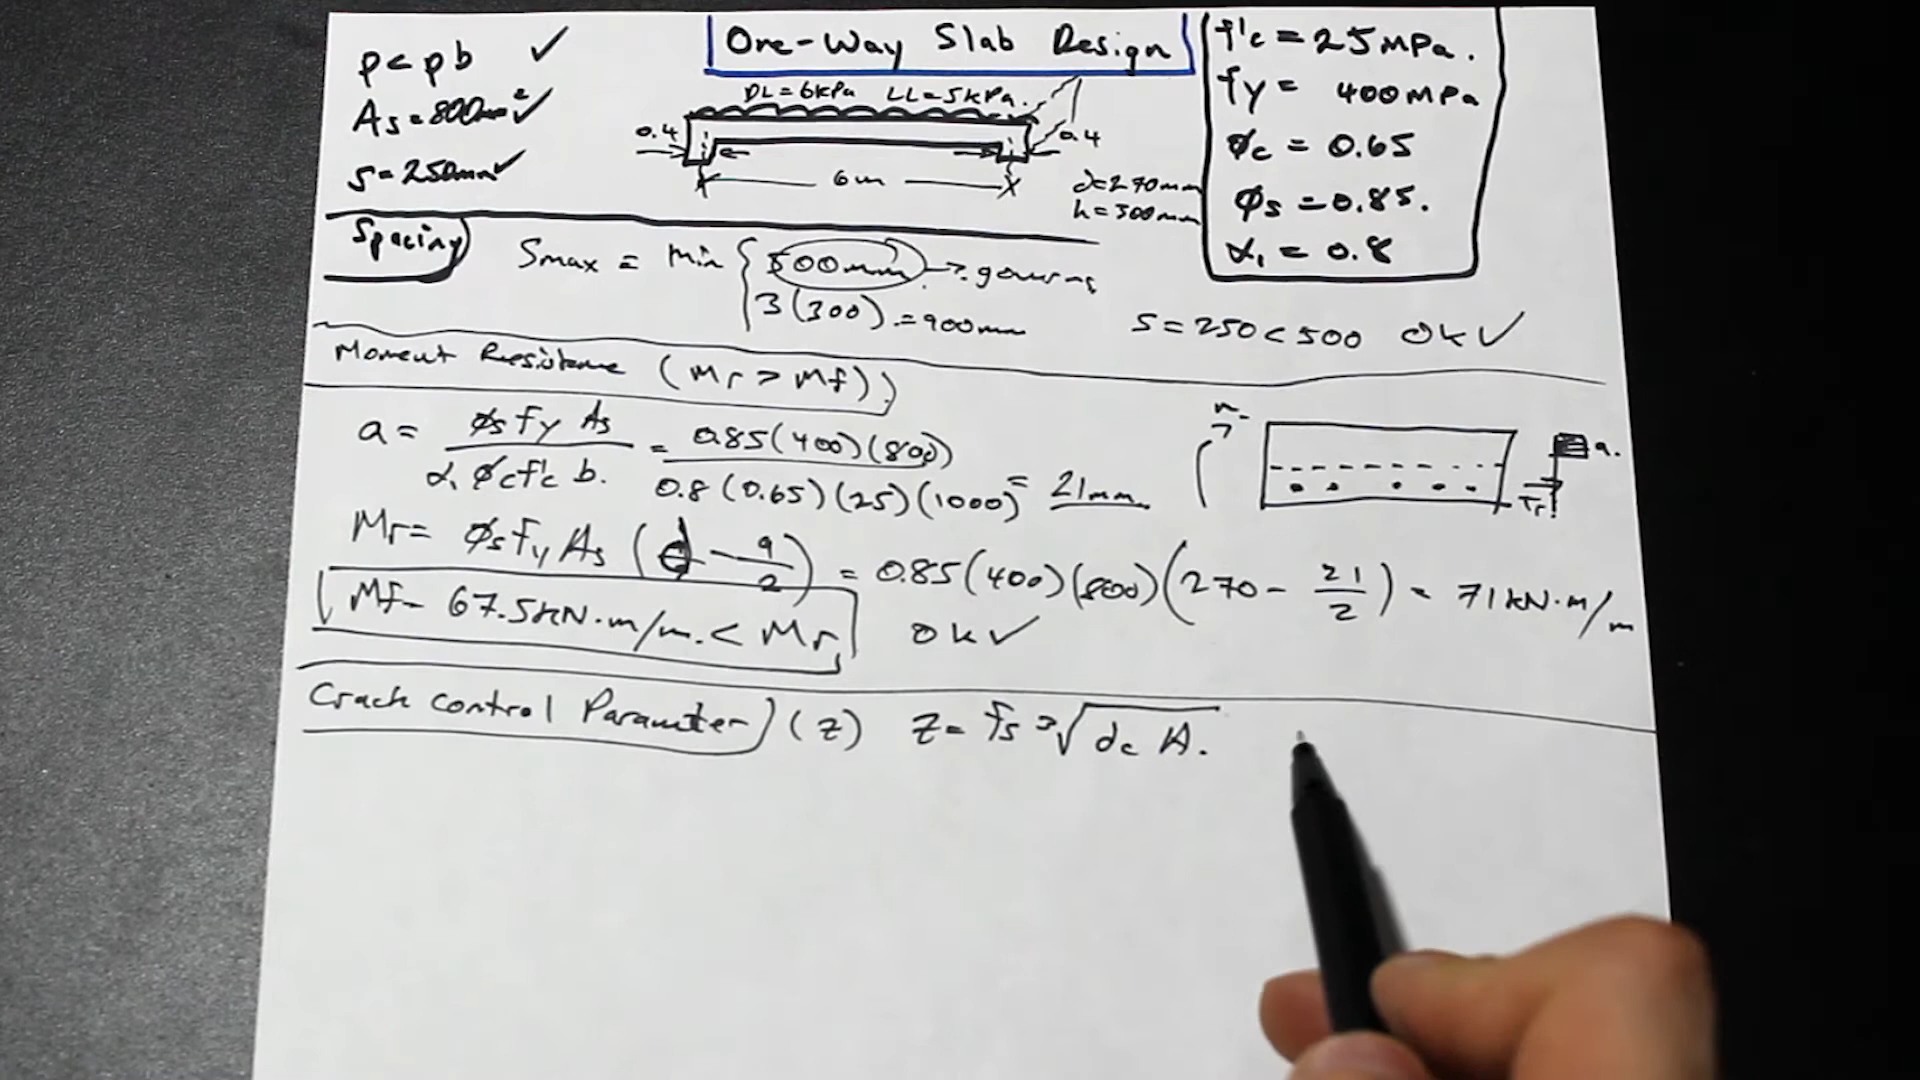 One-Way Slab Design
ρ < ρb ✓
As = 800mm² ✓
s = 250mm ✓
DL = 6kPa LL = 5kPa.
0.4
0.4
6m
d = 270mm
h = 300mm
f'c = 25MPa.
fy = 400MPa
φc = 0.65
φs = 0.85.
α₁ = 0.8
Spacing
Smax = min { 500mm → governs
3(300) = 900mm
s = 250 < 500 ok ✓
Moment Resistance (Mr > Mf)
a = φs fy As / α₁ φc f'c b. = 0.85(400)(800) / 0.8(0.65)(25)(1000) = 21mm
a.
Tr
Mr = φs fy As (d - a/2) = 0.85(400)(800)(270 - 21/2) = 71kN·m/m
Mf = 67.5kN·m/m. < Mr ok ✓
Crack Control Parameter (z) z = fs ³√dc A.